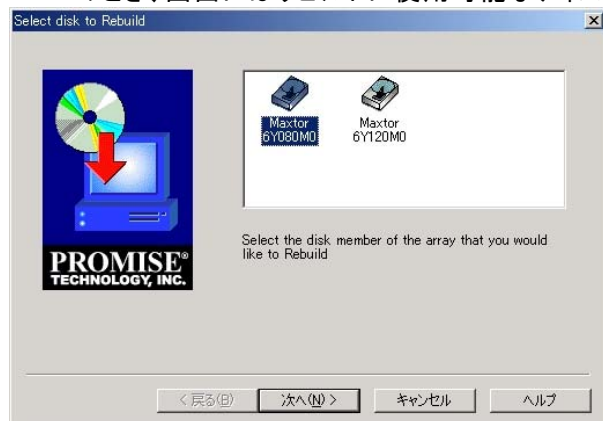 Select disk to Rebuild
Maxtor
6Y080M0
Maxtor
6Y120M0
Select the disk member of the array that you would
like to Rebuild
PROMISE®
TECHNOLOGY, INC.
< 戻る(B)
次へ(N) >
キャンセル
ヘルプ